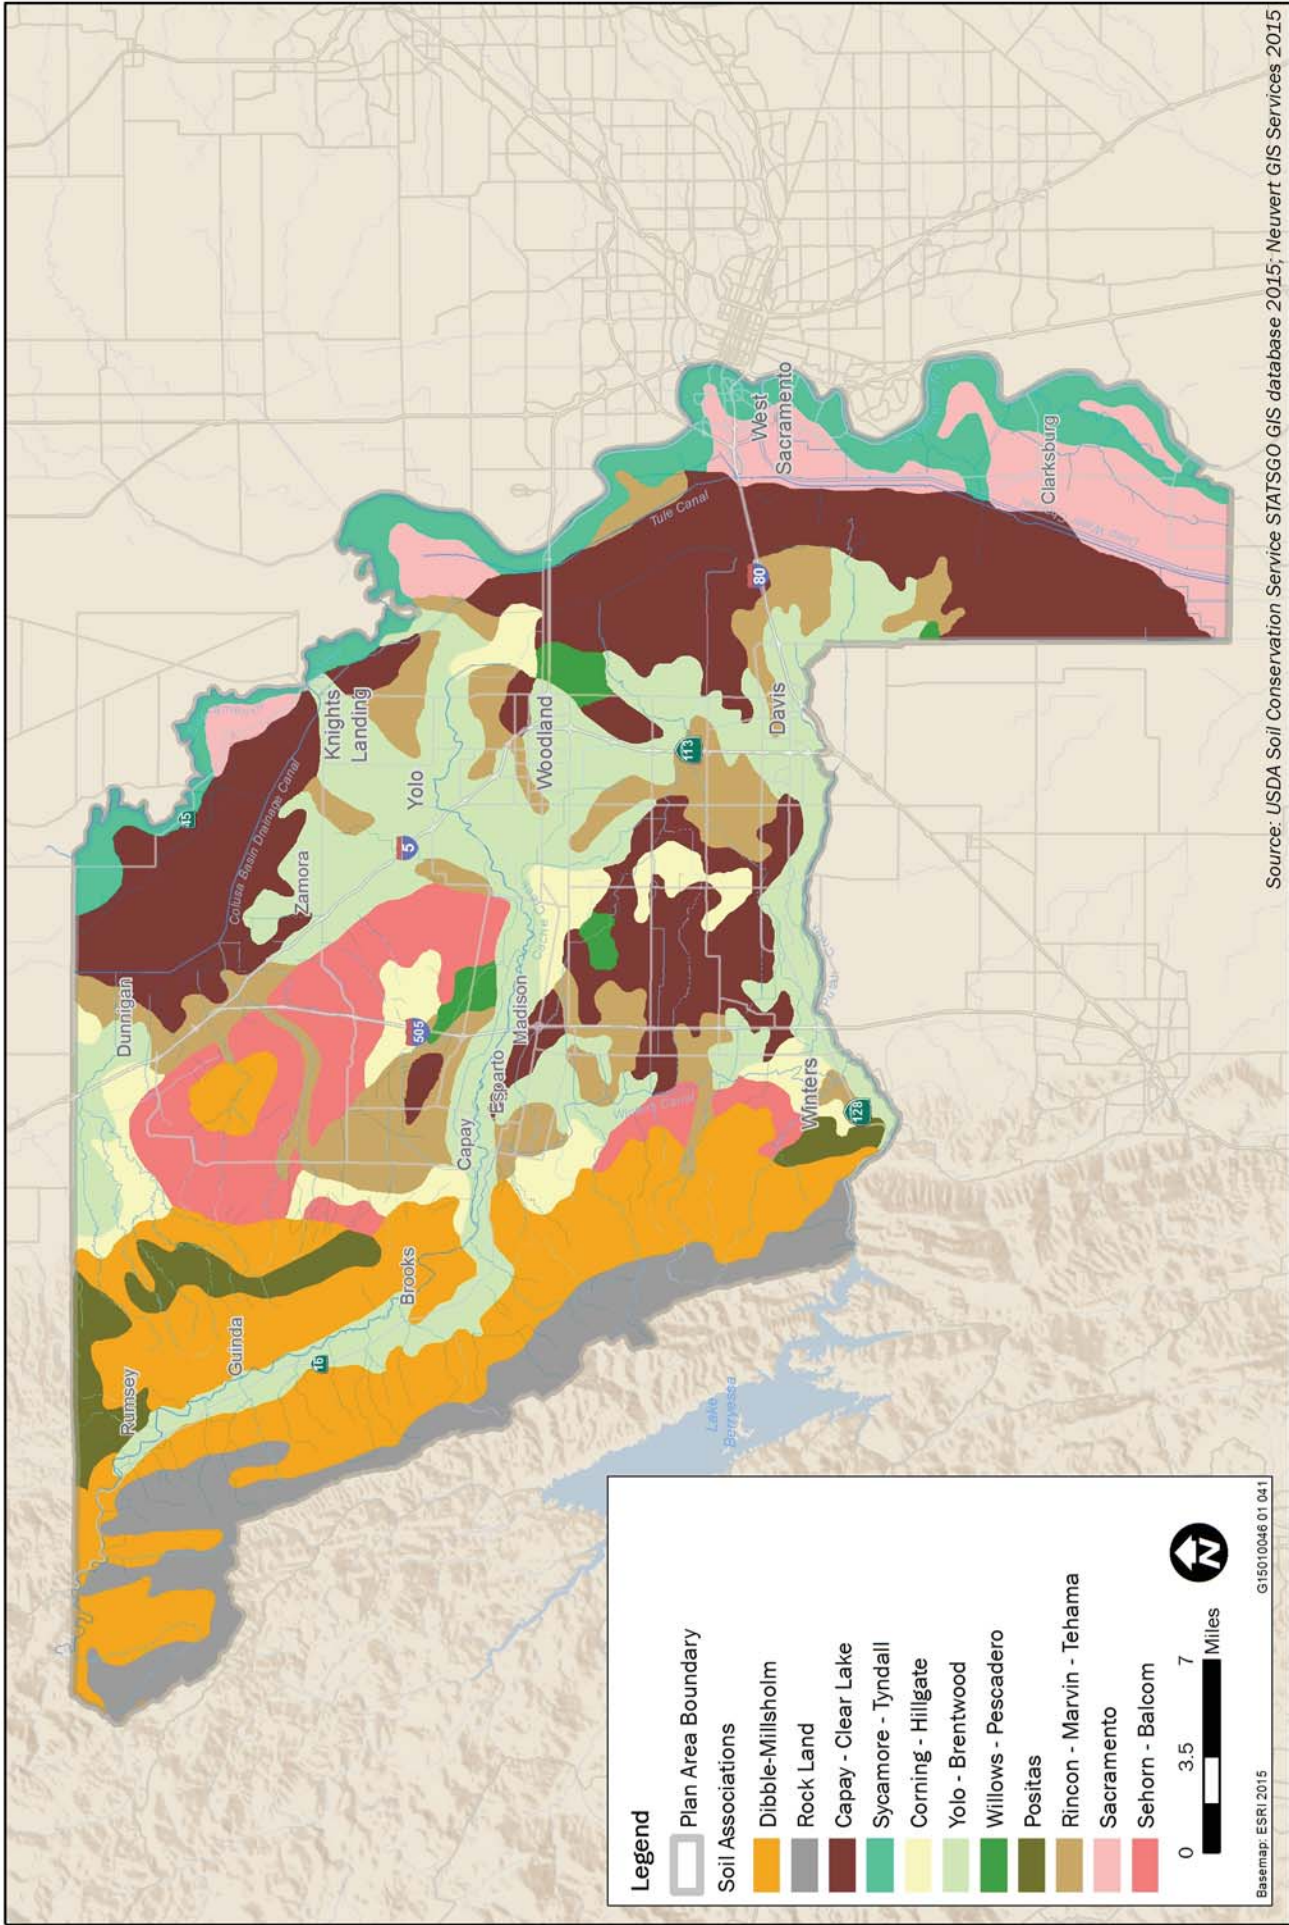 Rumsey
Guinda
Brooks
16
Dunnigan
Zamora
Colusa Basin Drainage Canal
45
Knights
Landing
Yolo
5
505
Capay
Esparto
Madison
Cache Creek
Woodland
Tule Canal
113
Winters Canal
Winters
128
Putah Creek
Davis
80
West
Sacramento
Clarksburg
Lake
Berryessa
Legend
Plan Area Boundary
Soil Associations
Dibble-Millsholm
Rock Land
Capay - Clear Lake
Sycamore - Tyndall
Corning - Hillgate
Yolo - Brentwood
Willows - Pescadero
Positas
Rincon - Marvin - Tehama
Sacramento
Sehorn - Balcom
0 3.5 7
Miles
N
Basemap: ESRI 2015
G15010046 01 041
Source: USDA Soil Conservation Service STATSGO GIS database 2015; Neuvert GIS Services 2015